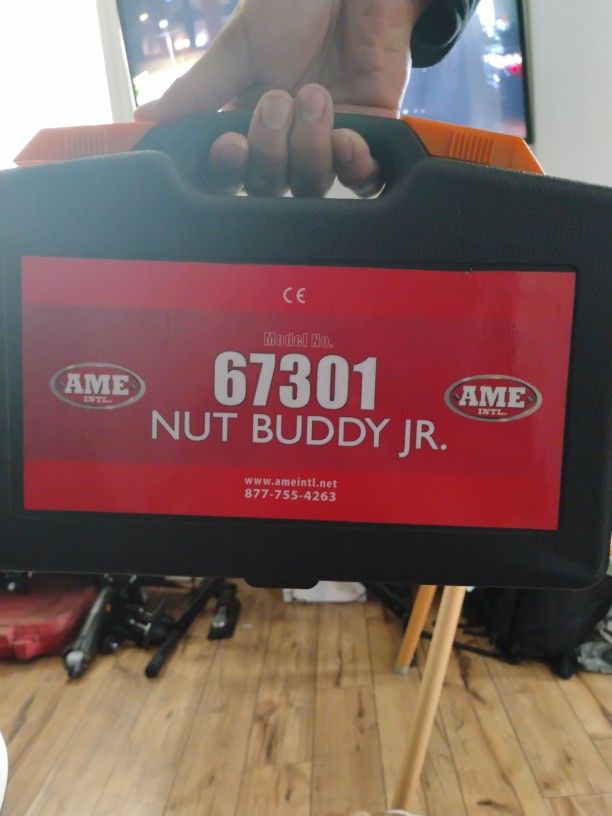 CE
Model No.
67301
NUT BUDDY JR.
AME
INTL.
AME
INTL.
www.ameintl.net
877-755-4263